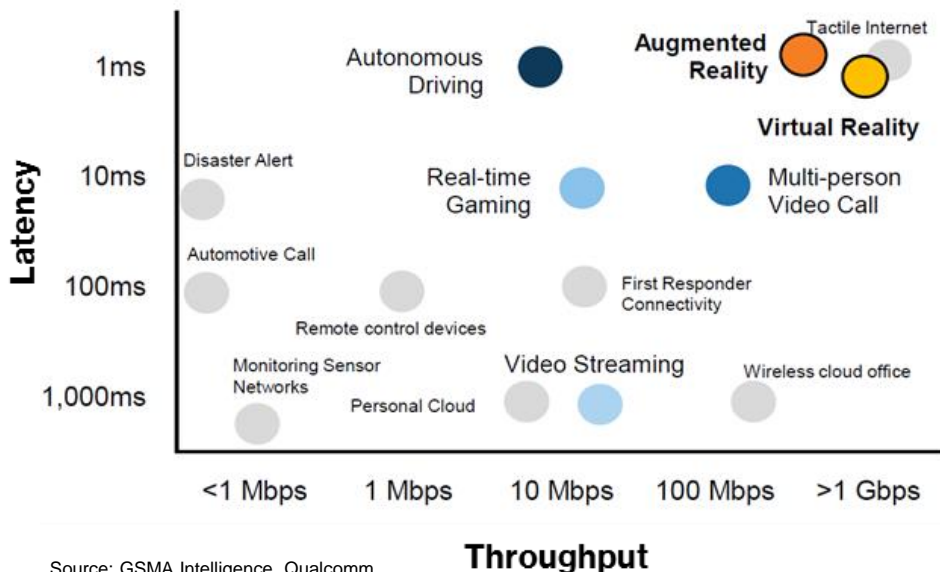 Tactile Internet
Augmented
Reality
Autonomous
Driving
1ms
Virtual Reality
Disaster Alert
10ms
Real-time
Gaming
Multi-person
Video Call
Latency
Automotive Call
100ms
First Responder
Connectivity
Remote control devices
Monitoring Sensor
Networks
Video Streaming
Wireless cloud office
1,000ms
Personal Cloud
<1 Mbps
1 Mbps
10 Mbps
100 Mbps
>1 Gbps
Throughput
Source: GSMA Intelligence, Qualcomm